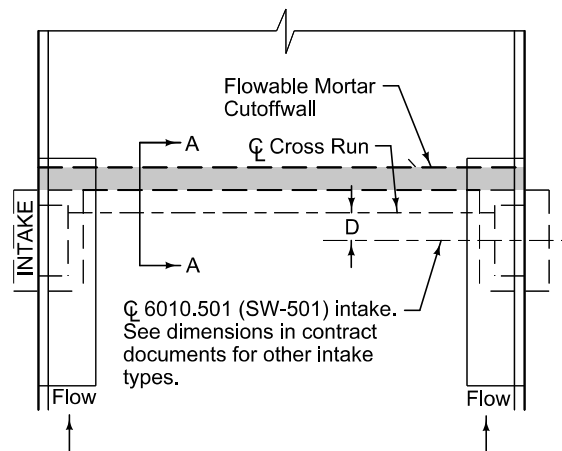 Flowable Mortar
Cutoffwall
A
℄ Cross Run
INTAKE
D
A
℄ 6010.501 (SW-501) intake.
See dimensions in contract
documents for other intake
types.
Flow
Flow